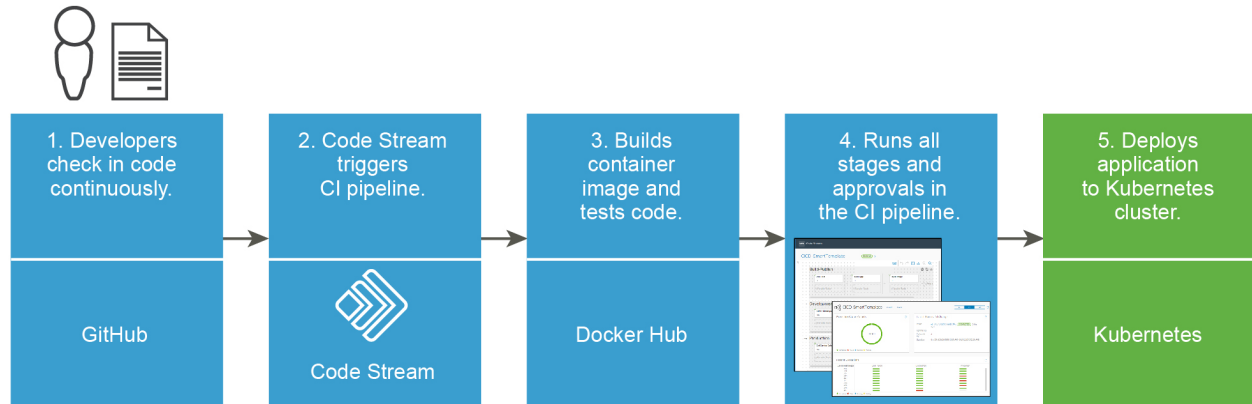 1. Developers
check in code
continuously.
2. Code Stream
triggers
CI pipeline.
3. Builds
container
image and
tests code.
4. Runs all
stages and
approvals in
the CI pipeline.
5. Deploys
application
to Kubernetes
cluster.
GitHub
Code Stream
Docker Hub
Kubernetes